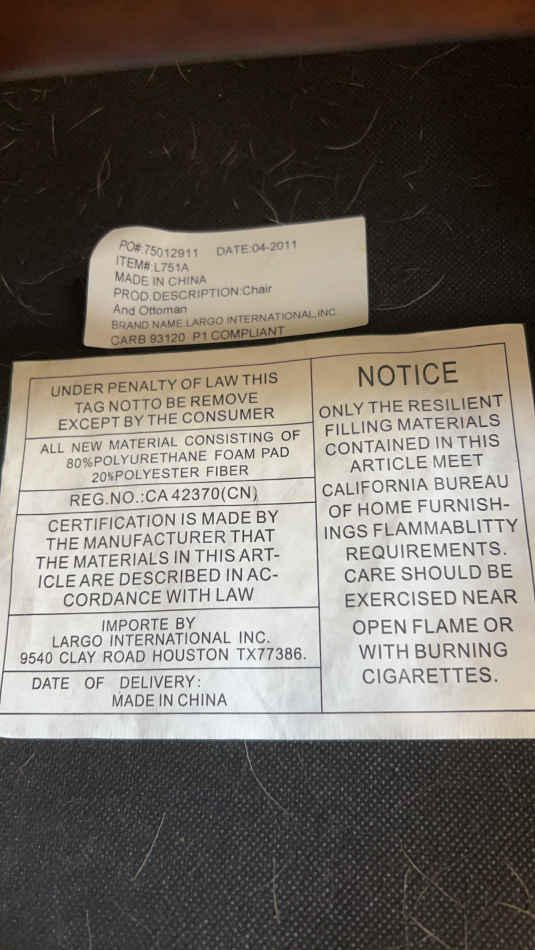 PO#:75012911 DATE:04-2011
ITEM#:L751A
MADE IN CHINA
PROD.DESCRIPTION:Chair
And Ottoman
BRAND NAME:LARGO INTERNATIONAL,INC
CARB 93120 P1 COMPLIANT
UNDER PENALTY OF LAW THIS
TAG NOTTO BE REMOVE
EXCEPT BY THE CONSUMER
ALL NEW MATERIAL CONSISTING OF
80%POLYURETHANE FOAM PAD
20%POLYESTER FIBER
REG.NO.:CA 42370(CN)
CERTIFICATION IS MADE BY
THE MANUFACTURER THAT
THE MATERIALS IN THIS ART-
ICLE ARE DESCRIBED IN AC-
CORDANCE WITH LAW
IMPORTE BY
LARGO INTERNATIONAL INC.
9540 CLAY ROAD HOUSTON TX77386.
DATE OF DELIVERY:
MADE IN CHINA
NOTICE
ONLY THE RESILIENT
FILLING MATERIALS
CONTAINED IN THIS
ARTICLE MEET
CALIFORNIA BUREAU
OF HOME FURNISH-
INGS FLAMMABLITTY
REQUIREMENTS.
CARE SHOULD BE
EXERCISED NEAR
OPEN FLAME OR
WITH BURNING
CIGARETTES.